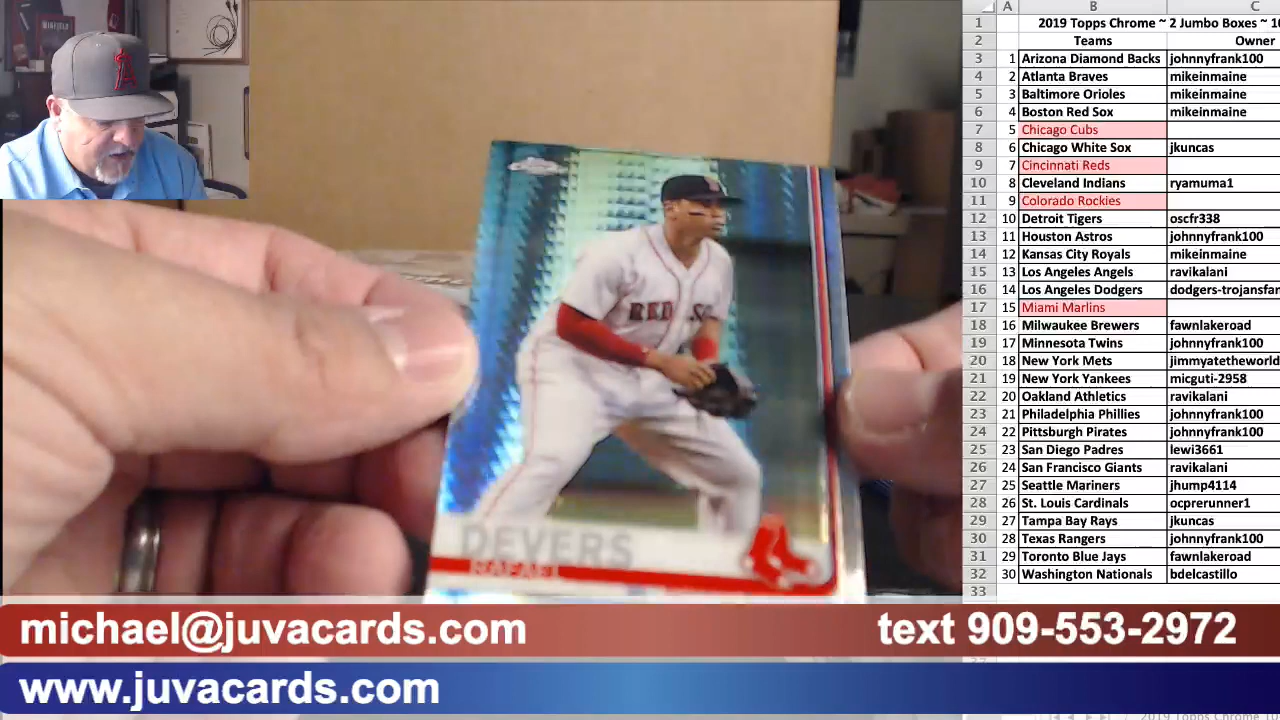 A B C
1 2019 Topps Chrome ~ 2 Jumbo Boxes ~ 10
2 Teams Owner
3 1 Arizona Diamond Backs johnnyfrank100
4 2 Atlanta Braves mikeinmaine
5 3 Baltimore Orioles mikeinmaine
6 4 Boston Red Sox mikeinmaine
7 5 Chicago Cubs
8 6 Chicago White Sox jkuncas
9 7 Cincinnati Reds
10 8 Cleveland Indians ryamuma1
11 9 Colorado Rockies
12 10 Detroit Tigers oscfr338
13 11 Houston Astros johnnyfrank100
14 12 Kansas City Royals mikeinmaine
15 13 Los Angeles Angels ravikalani
16 14 Los Angeles Dodgers dodgers-trojansfan
17 15 Miami Marlins
18 16 Milwaukee Brewers fawnlakeroad
19 17 Minnesota Twins johnnyfrank100
20 18 New York Mets jimmyatetheworld
21 19 New York Yankees micguti-2958
22 20 Oakland Athletics ravikalani
23 21 Philadelphia Phillies johnnyfrank100
24 22 Pittsburgh Pirates johnnyfrank100
25 23 San Diego Padres lewi3661
26 24 San Francisco Giants ravikalani
27 25 Seattle Mariners jhump4114
28 26 St. Louis Cardinals ocprerunner1
29 27 Tampa Bay Rays jkuncas
30 28 Texas Rangers johnnyfrank100
31 29 Toronto Blue Jays fawnlakeroad
32 30 Washington Nationals bdelcastillo
33
RED SO
DEVERS
RAFAEL
michael@juvacards.com text 909-553-2972
www.juvacards.com